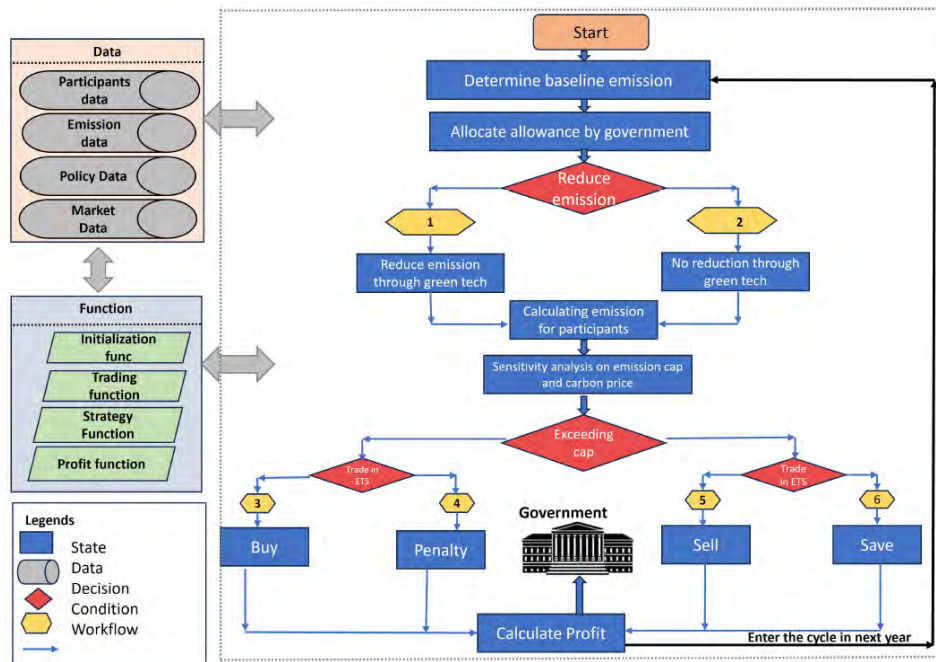 Data
Participants
data
Emission
data
Policy Data
Market
Data
Function
Initialization
func
Trading
function
Strategy
Function
Profit function
Legends
State
Data
Decision
Condition
Workflow
Start
Determine baseline emission
Allocate allowance by government
Reduce
emission
1
2
Reduce emission
through green tech
No reduction through
green tech
Calculating emission
for participants
Sensitivity analysis on emission cap
and carbon price
Exceeding
cap
Trade in
ETS
Trade
in ETS
3
4
5
6
Government
Buy
Penalty
Sell
Save
Calculate Profit
Enter the cycle in next year